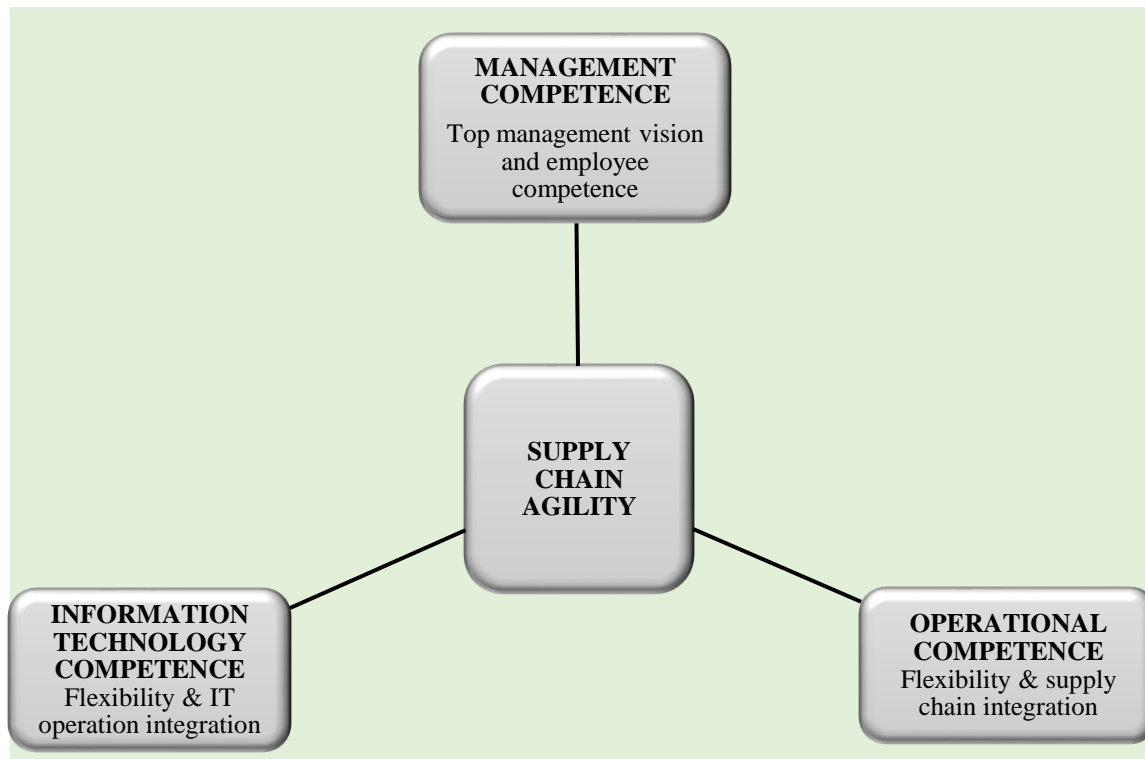 MANAGEMENT
COMPETENCE
Top management vision
and employee
competence
SUPPLY
CHAIN
AGILITY
INFORMATION
TECHNOLOGY
COMPETENCE
Flexibility & IT
operation integration
OPERATIONAL
COMPETENCE
Flexibility & supply
chain integration